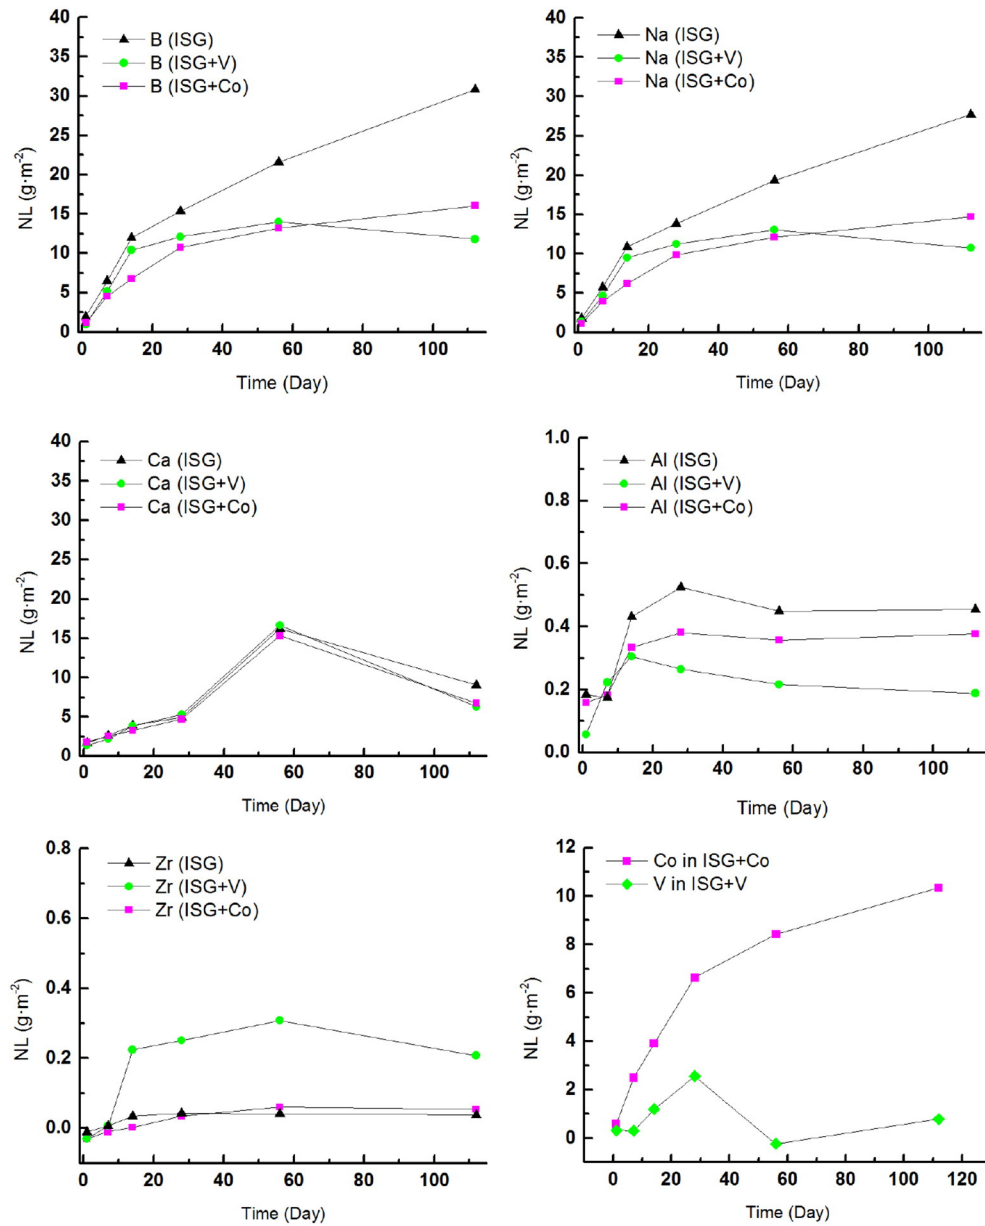 40
35
30
25
20
15
10
5
0
NL (g·m⁻²)
B (ISG)
B (ISG+V)
B (ISG+Co)
0 20 40 60 80 100
Time (Day)
40
35
30
25
20
15
10
5
0
NL (g·m⁻²)
Na (ISG)
Na (ISG+V)
Na (ISG+Co)
0 20 40 60 80 100
Time (Day)
40
35
30
25
20
15
10
5
0
NL (g·m⁻²)
Ca (ISG)
Ca (ISG+V)
Ca (ISG+Co)
0 20 40 60 80 100
Time (Day)
1.0
0.8
0.6
0.4
0.2
0.0
NL (g·m⁻²)
Al (ISG)
Al (ISG+V)
Al (ISG+Co)
0 20 40 60 80 100
Time (Day)
0.8
0.6
0.4
0.2
0.0
NL (g·m⁻²)
Zr (ISG)
Zr (ISG+V)
Zr (ISG+Co)
0 20 40 60 80 100
Time (Day)
12
10
8
6
4
2
0
NL (g·m⁻²)
Co in ISG+Co
V in ISG+V
0 20 40 60 80 100 120
Time (Day)